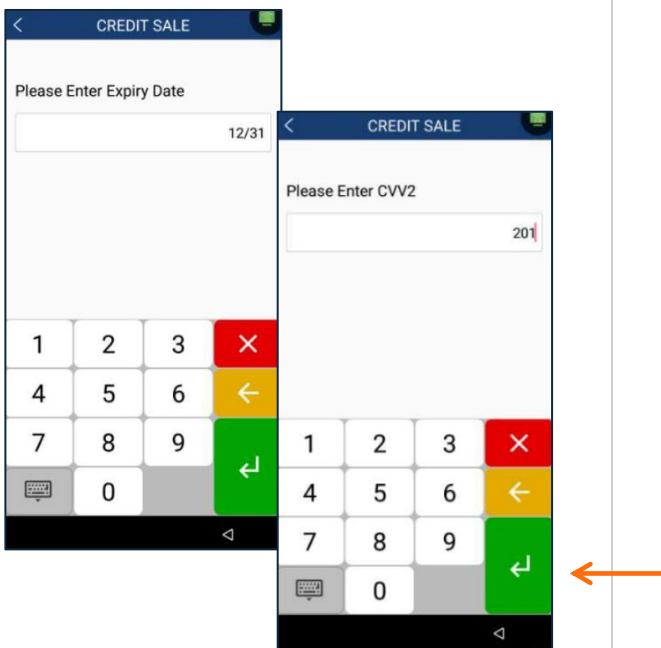 CREDIT SALE
Please Enter Expiry Date
12/31
1 2 3
4 5 6
7 8 9
0
CREDIT SALE
Please Enter CVV2
201
1 2 3
4 5 6
7 8 9
0